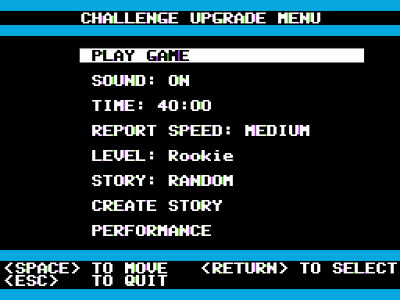 CHALLENGE UPGRADE MENU
PLAY GAME
SOUND: ON
TIME: 40:00
REPORT SPEED: MEDIUM
LEVEL: Rookie
STORY: RANDOM
CREATE STORY
PERFORMANCE
<SPACE> TO MOVE <RETURN> TO SELECT
<ESC> TO QUIT